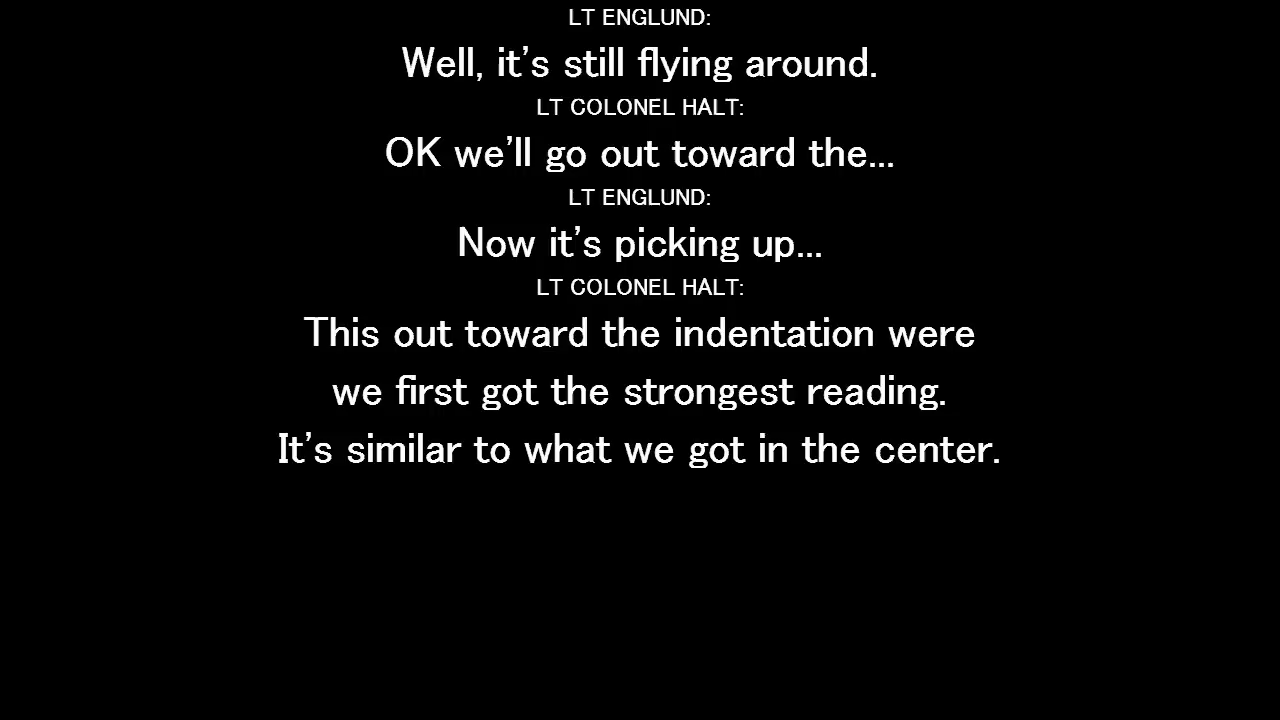 LT ENGLUND:
Well, it's still flying around.
LT COLONEL HALT:
OK we'll go out toward the...
LT ENGLUND:
Now it's picking up...
LT COLONEL HALT:
This out toward the indentation were
we first got the strongest reading.
It's similar to what we got in the center.